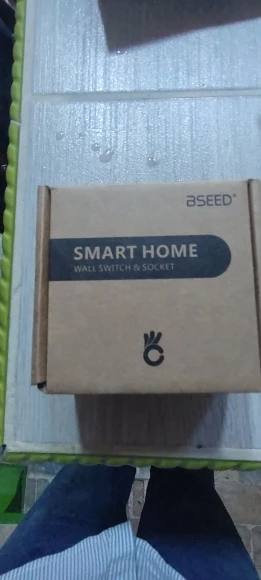 BSEED®
SMART HOME
WALL SWITCH & SOCKET